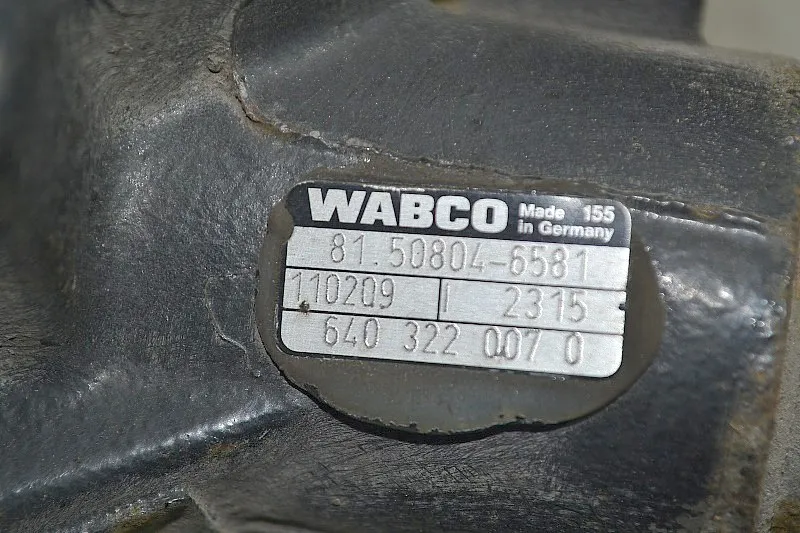 WABCO Made 155
in Germany
81.50804-6581
110209 | 2315
640 322 007 0